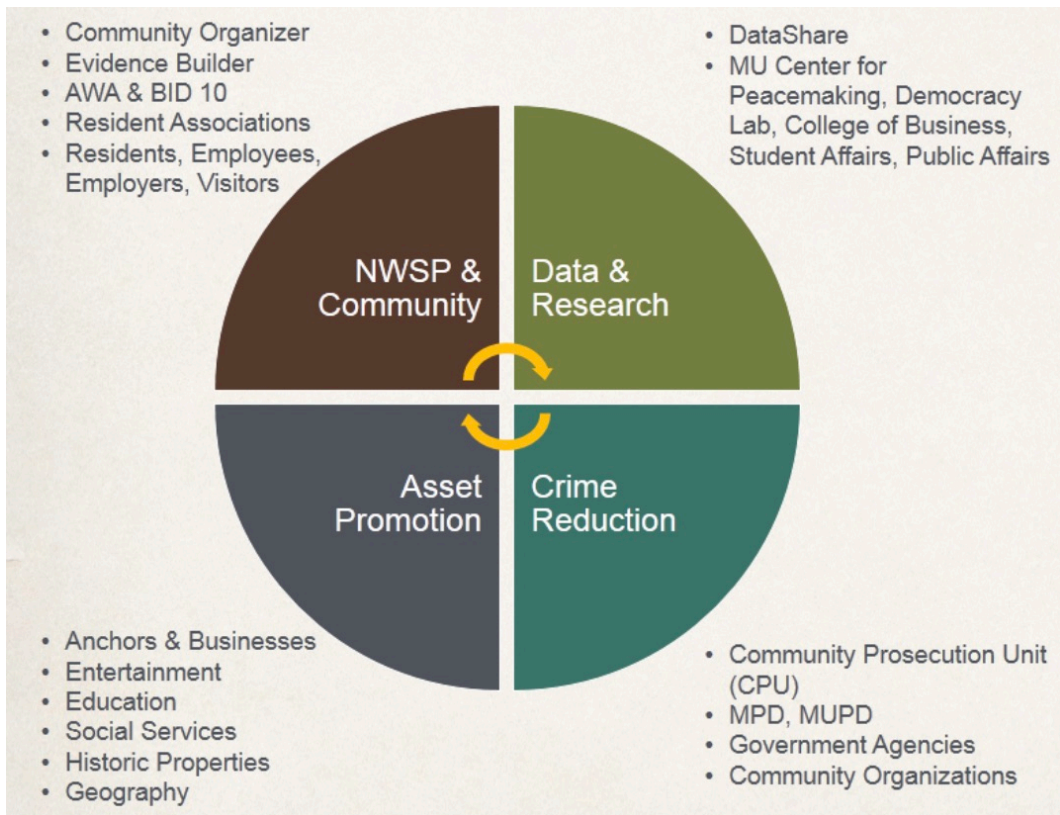 • Community Organizer
• Evidence Builder
• AWA & BID 10
• Resident Associations
• Residents, Employees,
Employers, Visitors
• DataShare
• MU Center for
Peacemaking, Democracy
Lab, College of Business,
Student Affairs, Public Affairs
NWSP &
Community
Data &
Research
Asset
Promotion
Crime
Reduction
• Anchors & Businesses
• Entertainment
• Education
• Social Services
• Historic Properties
• Geography
• Community Prosecution Unit
(CPU)
• MPD, MUPD
• Government Agencies
• Community Organizations